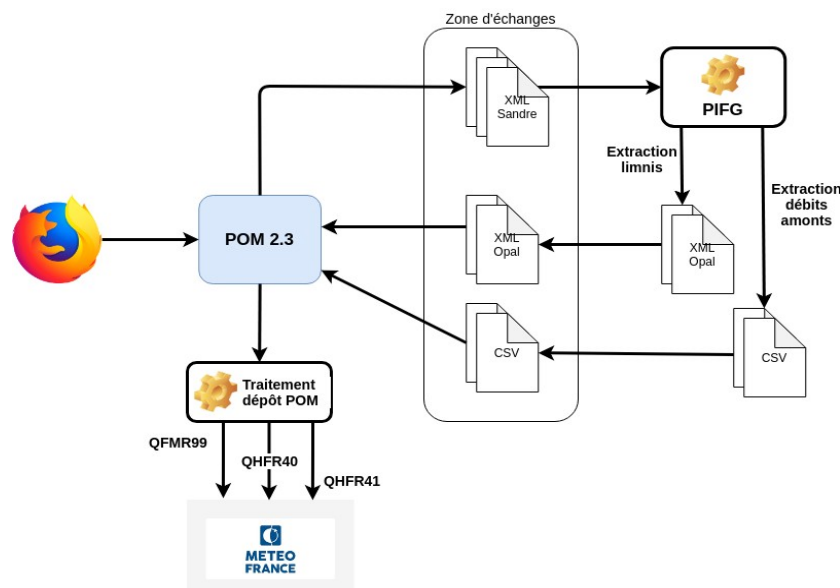 Zone d'échanges
XML
Sandre
PIFG
Extraction
limnis
Extraction
débits
amonts
POM 2.3
XML
Opal
XML
Opal
CSV
CSV
Traitement
dépôt POM
QFMR99
QHFR40
QHFR41
METEO
FRANCE